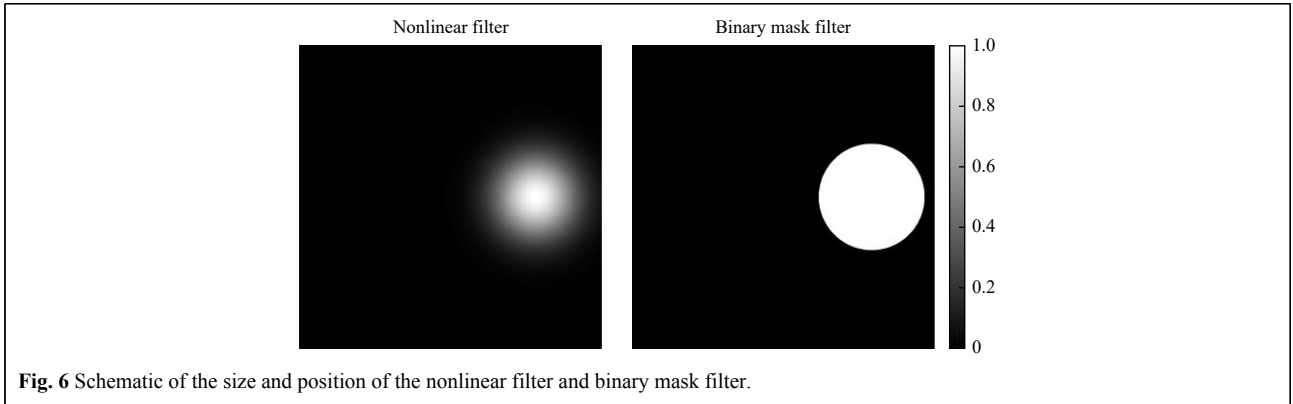 Nonlinear filter
Binary mask filter
1.0
0.8
0.6
0.4
0.2
0
Fig. 6 Schematic of the size and position of the nonlinear filter and binary mask filter.